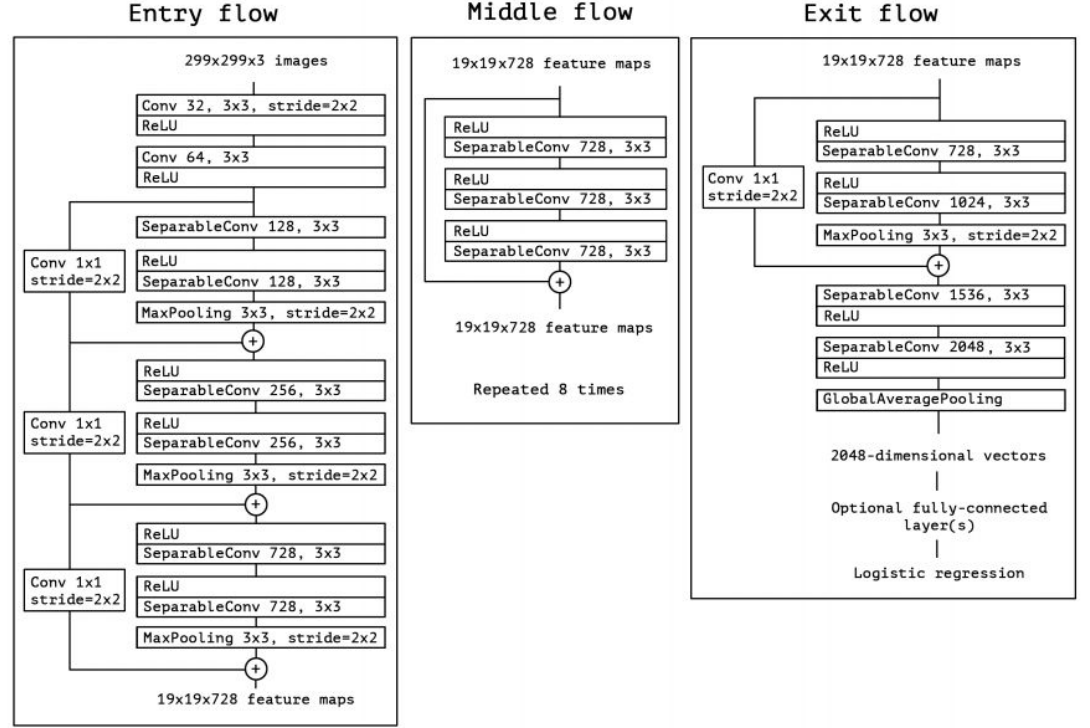 Entry flow
299x299x3 images
Conv 32, 3x3, stride=2x2
ReLU
Conv 64, 3x3
ReLU
SeparableConv 128, 3x3
Conv 1x1
stride=2x2
ReLU
SeparableConv 128, 3x3
MaxPooling 3x3, stride=2x2
+
ReLU
SeparableConv 256, 3x3
Conv 1x1
stride=2x2
ReLU
SeparableConv 256, 3x3
MaxPooling 3x3, stride=2x2
+
ReLU
SeparableConv 728, 3x3
Conv 1x1
stride=2x2
ReLU
SeparableConv 728, 3x3
MaxPooling 3x3, stride=2x2
+
19x19x728 feature maps
Middle flow
19x19x728 feature maps
ReLU
SeparableConv 728, 3x3
ReLU
SeparableConv 728, 3x3
ReLU
SeparableConv 728, 3x3
+
19x19x728 feature maps
Repeated 8 times
Exit flow
19x19x728 feature maps
ReLU
SeparableConv 728, 3x3
Conv 1x1
stride=2x2
ReLU
SeparableConv 1024, 3x3
MaxPooling 3x3, stride=2x2
+
SeparableConv 1536, 3x3
ReLU
SeparableConv 2048, 3x3
ReLU
GlobalAveragePooling
2048-dimensional vectors
Optional fully-connected
layer(s)
Logistic regression